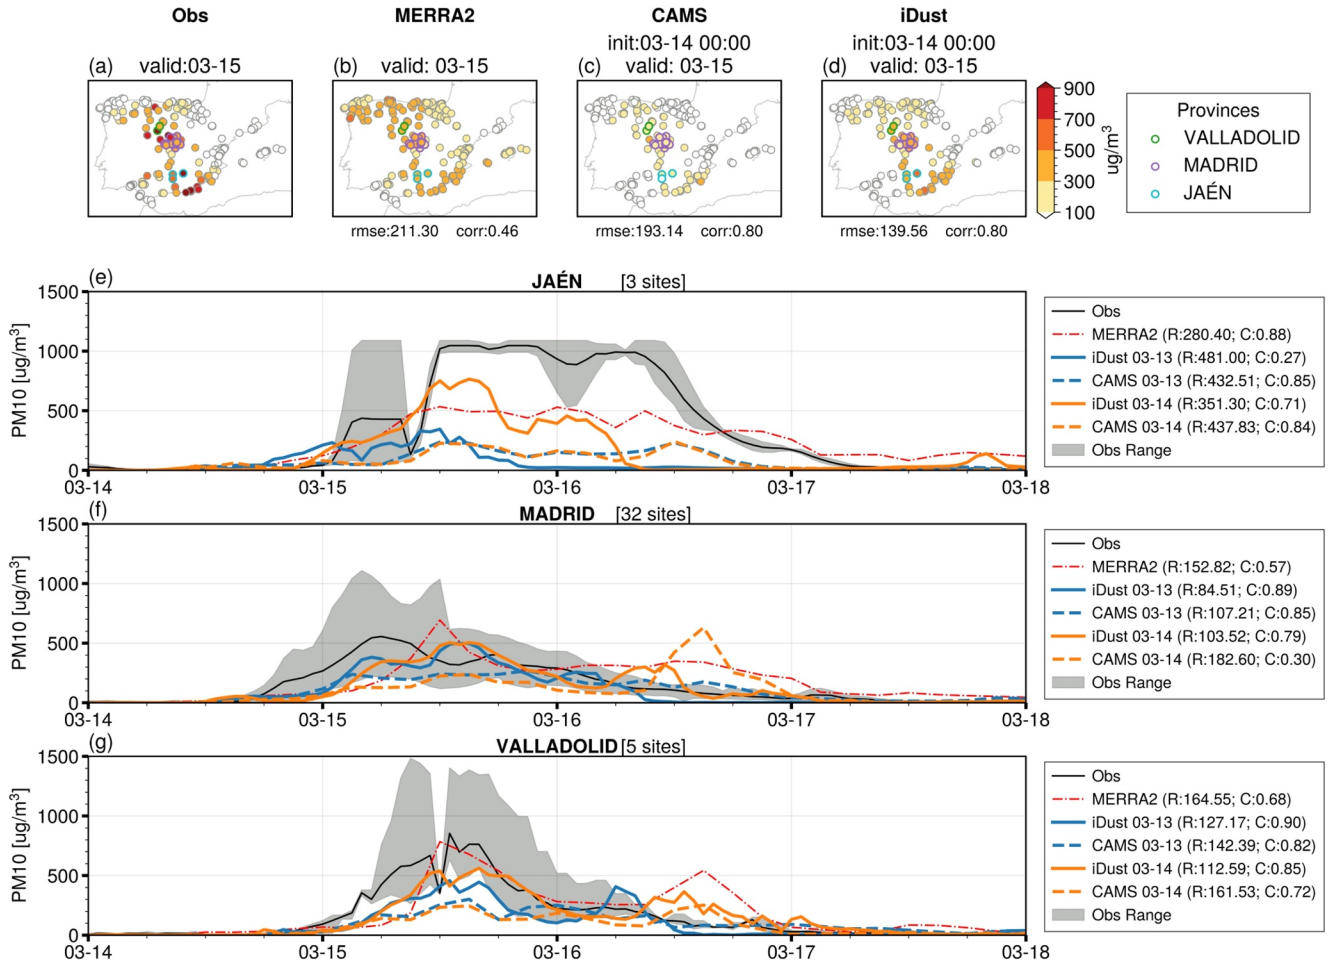 Obs
MERRA2
CAMS
iDust
init:03-14 00:00
init:03-14 00:00
(a)
valid:03-15
(b)
valid: 03-15
(c)
valid: 03-15
(d)
valid: 03-15
900
700
500
300
100
ug/m³
Provinces
VALLADOLID
MADRID
JAÉN
rmse:211.30 corr:0.46
rmse:193.14 corr:0.80
rmse:139.56 corr:0.80
(e)
JAÉN [3 sites]
1500
1000
500
0
PM10 [ug/m³]
03-14
03-15
03-16
03-17
03-18
Obs
MERRA2 (R:280.40; C:0.88)
iDust 03-13 (R:481.00; C:0.27)
CAMS 03-13 (R:432.51; C:0.85)
iDust 03-14 (R:351.30; C:0.71)
CAMS 03-14 (R:437.83; C:0.84)
Obs Range
(f)
MADRID [32 sites]
1500
1000
500
0
PM10 [ug/m³]
03-14
03-15
03-16
03-17
03-18
Obs
MERRA2 (R:152.82; C:0.57)
iDust 03-13 (R:84.51; C:0.89)
CAMS 03-13 (R:107.21; C:0.85)
iDust 03-14 (R:103.52; C:0.79)
CAMS 03-14 (R:182.60; C:0.30)
Obs Range
(g)
VALLADOLID [5 sites]
1500
1000
500
0
PM10 [ug/m³]
03-14
03-15
03-16
03-17
03-18
Obs
MERRA2 (R:164.55; C:0.68)
iDust 03-13 (R:127.17; C:0.90)
CAMS 03-13 (R:142.39; C:0.82)
iDust 03-14 (R:112.59; C:0.85)
CAMS 03-14 (R:161.53; C:0.72)
Obs Range